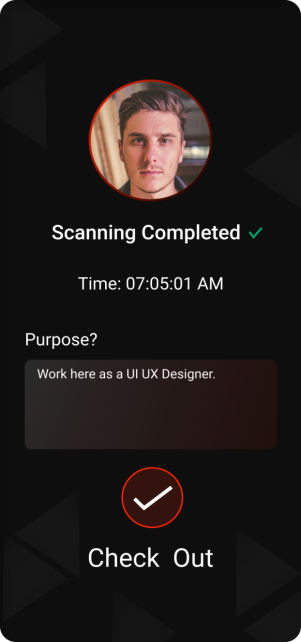 Scanning Completed
Time: 07:05:01 AM
Purpose?
Work here as a UI UX Designer.
Check Out